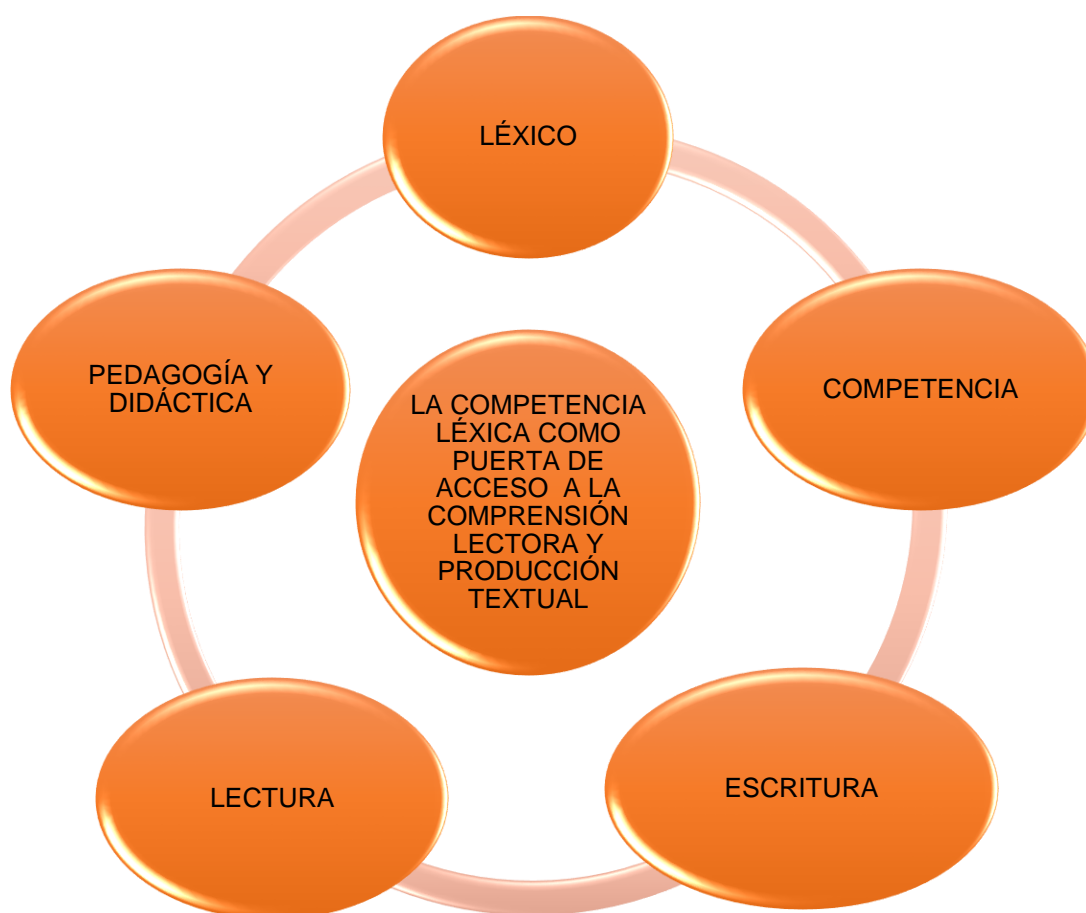 LÉXICO
COMPETENCIA
ESCRITURA
LECTURA
PEDAGOGÍA Y
DIDÁCTICA
LA COMPETENCIA
LÉXICA COMO
PUERTA DE
ACCESO A LA
COMPRENSIÓN
LECTORA Y
PRODUCCIÓN
TEXTUAL